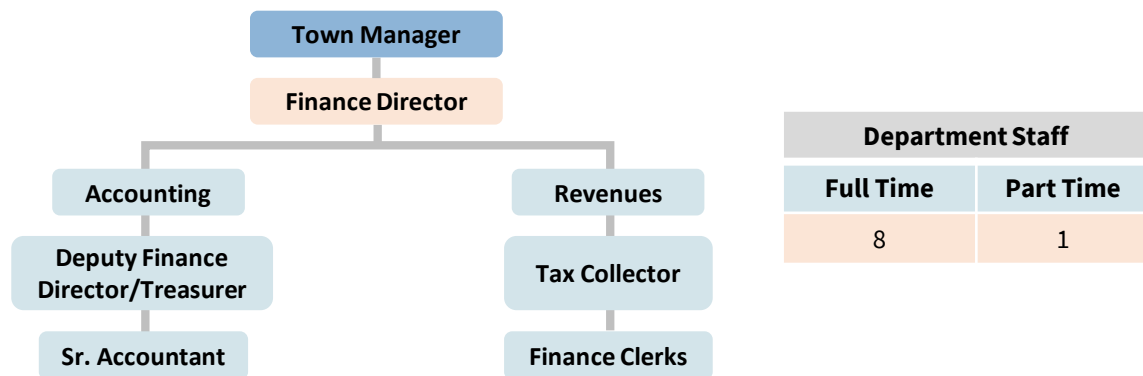 Town Manager
Finance Director
Accounting
Deputy Finance
Director/Treasurer
Sr. Accountant
Revenues
Tax Collector
Finance Clerks
Department Staff
Full Time Part Time
8 1